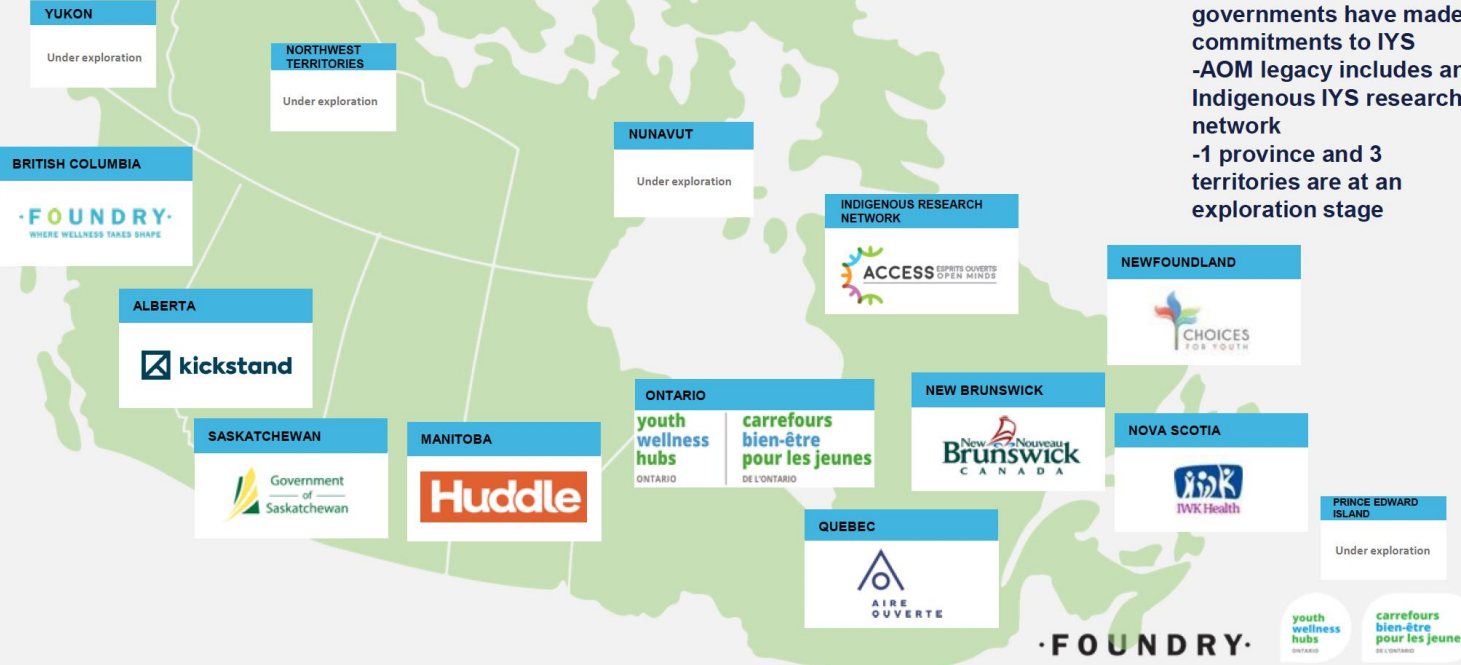 YUKON
Under exploration
NORTHWEST
TERRITORIES
Under exploration
governments have made
commitments to IYS
-AOM legacy includes an
Indigenous IYS research
network
-1 province and 3
territories are at an
exploration stage
NUNAVUT
Under exploration
BRITISH COLUMBIA
·FOUNDRY·
WHERE WELLNESS TAKES SHAPE
INDIGENOUS RESEARCH
NETWORK
ACCESS ESPRITS OUVERTS
OPEN MINDS
NEWFOUNDLAND
CHOICES
FOR YOUTH
ALBERTA
kickstand
SASKATCHEWAN
Government
of
Saskatchewan
MANITOBA
Huddle
ONTARIO
youth
wellness
hubs
ONTARIO
carrefours
bien-être
pour les jeunes
DE L'ONTARIO
NEW BRUNSWICK
New Nouveau
Brunswick
CANADA
NOVA SCOTIA
IWK
IWK Health
QUEBEC
AIRE
OUVERTE
PRINCE EDWARD
ISLAND
Under exploration
·FOUNDRY·
youth
wellness
hubs
ONTARIO
carrefours
bien-être
pour les jeune
DE L'ONTARIO